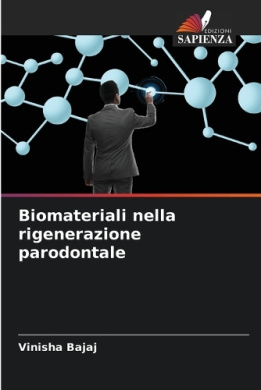 EDIZIONI
SAPIENZA
Biomateriali nella
rigenerazione
parodontale
Vinisha Bajaj